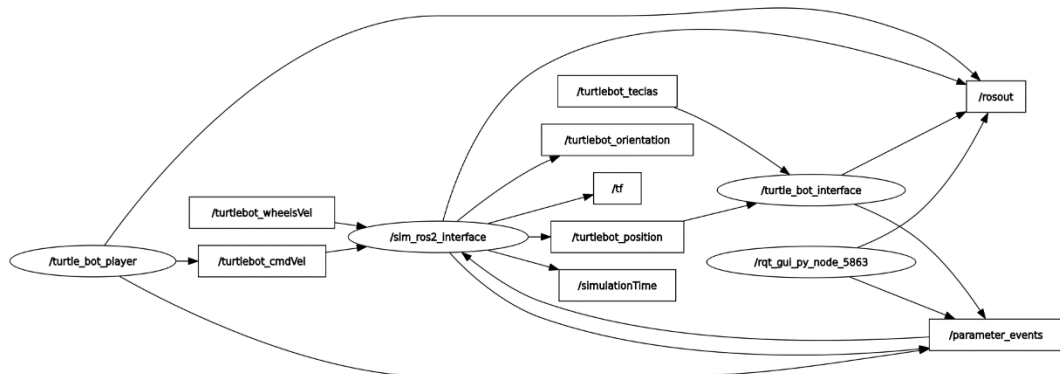 /rosout
/turtlebot_teclas
/turtlebot_orientation
/tf
/turtle_bot_interface
/turtlebot_wheelsVel
/sim_ros2_interface
/turtlebot_position
/turtle_bot_player
/turtlebot_cmdVel
/rqt_gui_py_node_5863
/simulationTime
/parameter_events